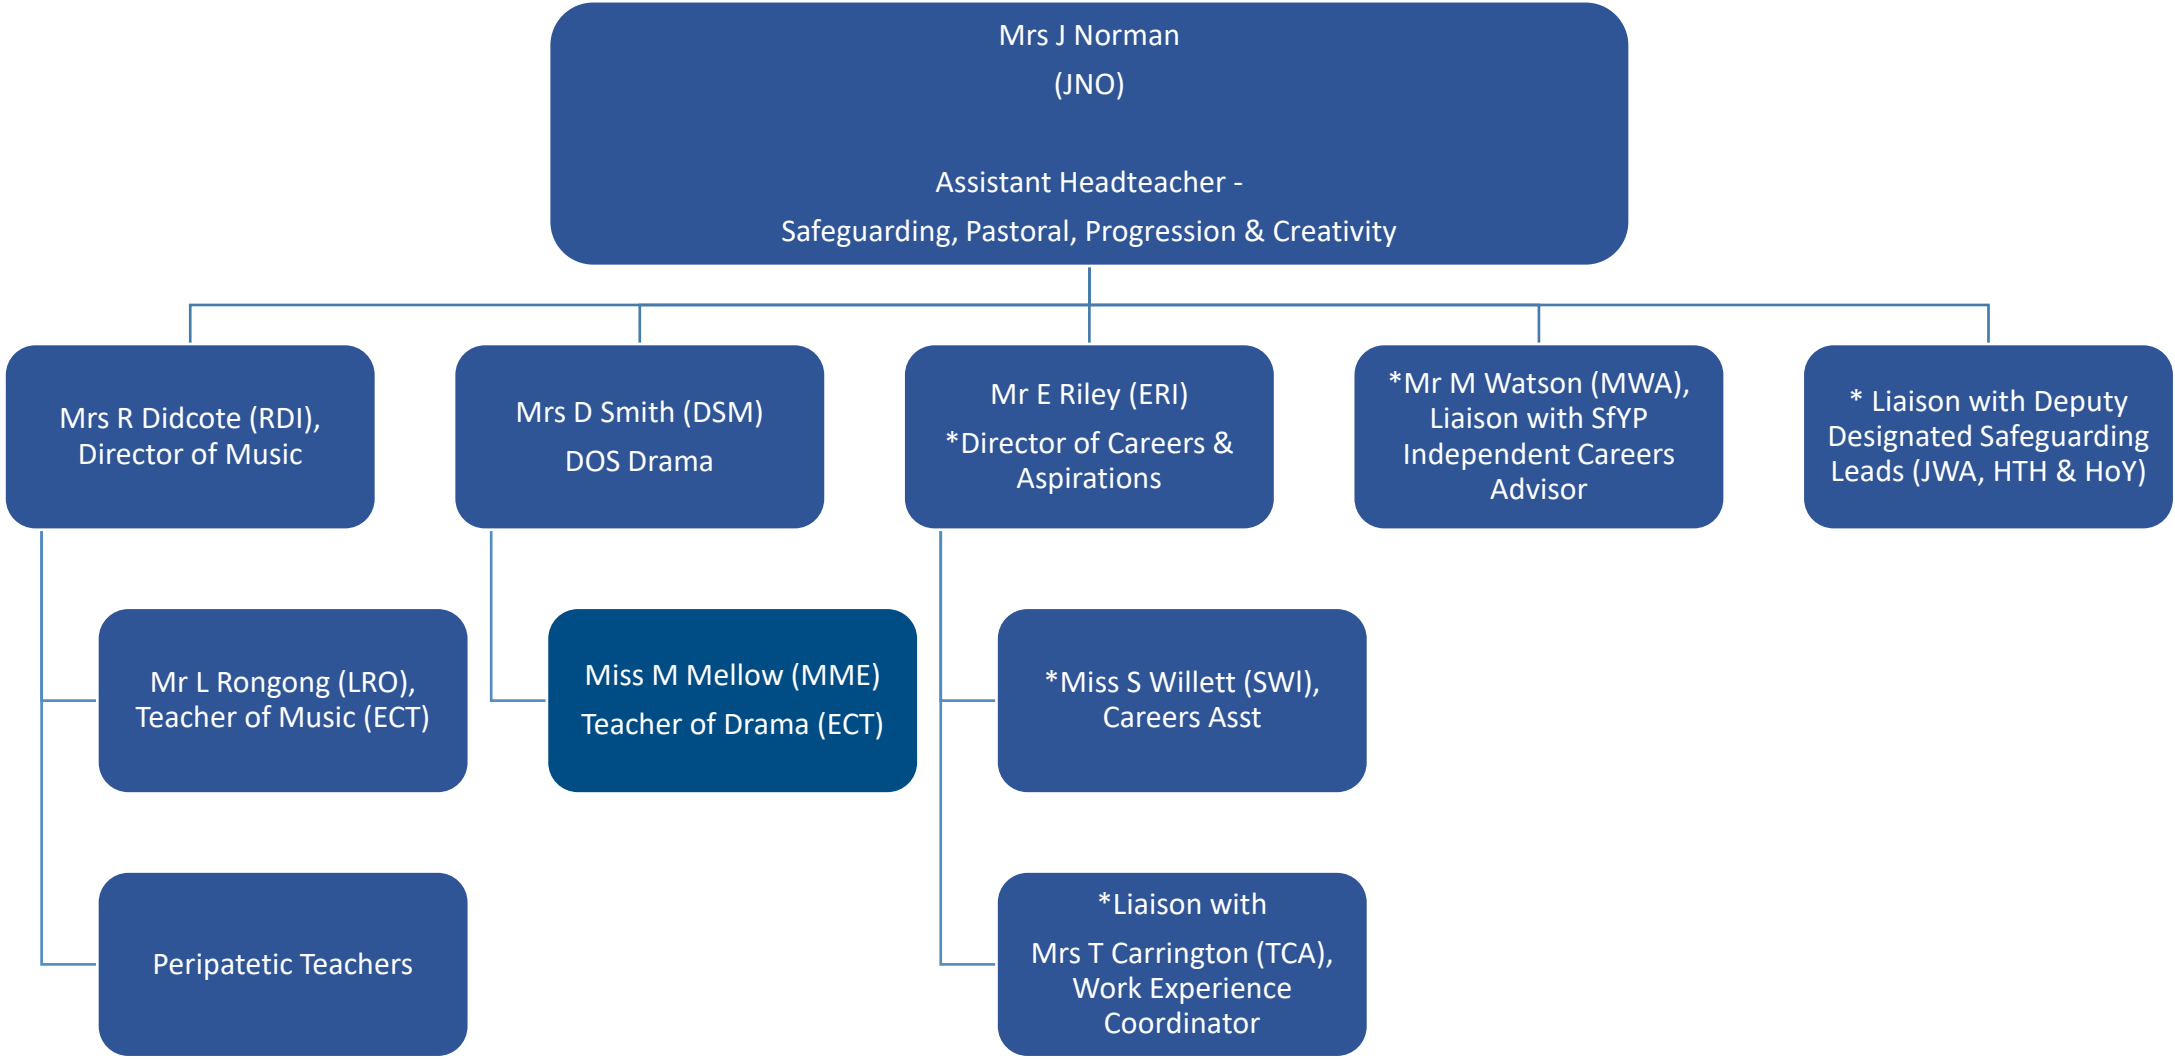 Mrs J Norman
(JNO)
Assistant Headteacher -
Safeguarding, Pastoral, Progression & Creativity
Mrs R Didcote (RDI),
Director of Music
Mrs D Smith (DSM)
DOS Drama
Mr E Riley (ERI)
*Director of Careers &
Aspirations
*Mr M Watson (MWA),
Liaison with SfYP
Independent Careers
Advisor
* Liaison with Deputy
Designated Safeguarding
Leads (JWA, HTH & HoY)
Mr L Rongong (LRO),
Teacher of Music (ECT)
Miss M Mellow (MME)
Teacher of Drama (ECT)
*Miss S Willett (SWl),
Careers Asst
Peripatetic Teachers
*Liaison with
Mrs T Carrington (TCA),
Work Experience
Coordinator